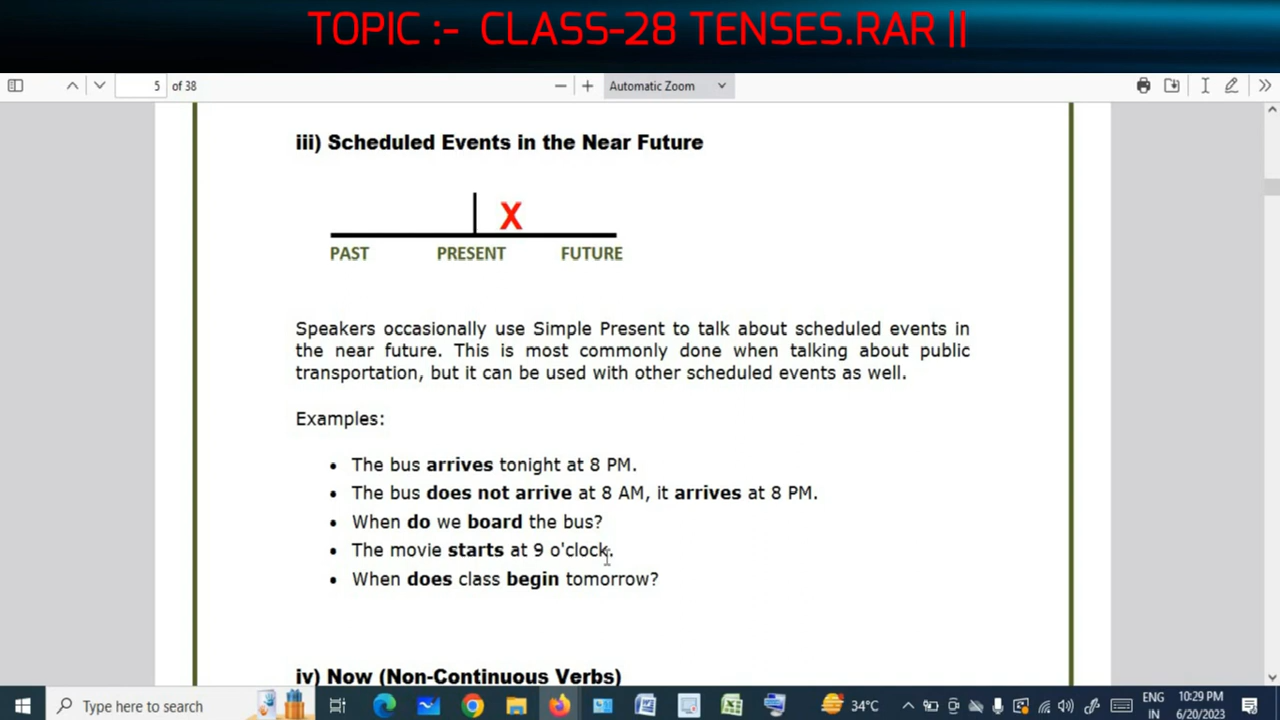 TOPIC :- CLASS-28 TENSES.RAR ||
5 of 38
Automatic Zoom
iii) Scheduled Events in the Near Future
X
PAST PRESENT FUTURE
Speakers occasionally use Simple Present to talk about scheduled events in
the near future. This is most commonly done when talking about public
transportation, but it can be used with other scheduled events as well.
Examples:
• The bus arrives tonight at 8 PM.
• The bus does not arrive at 8 AM, it arrives at 8 PM.
• When do we board the bus?
• The movie starts at 9 o'clock.
• When does class begin tomorrow?
iv) Now (Non-Continuous Verbs)
Type here to search
34°C
ENG
IN
10:29 PM
6/20/2023